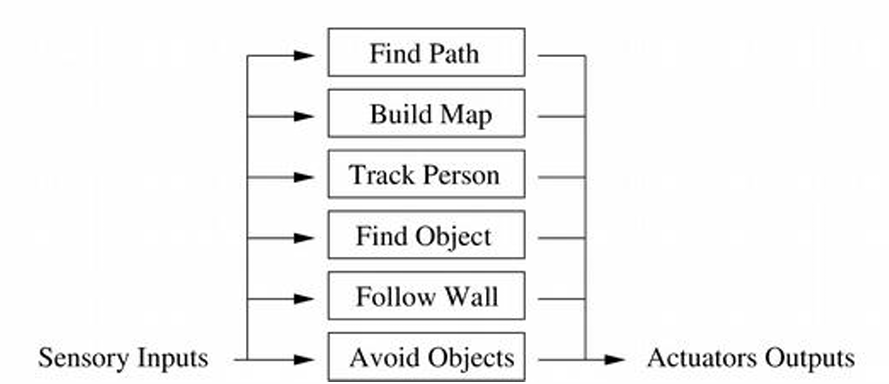 Find Path
Build Map
Track Person
Find Object
Follow Wall
Sensory Inputs
Avoid Objects
Actuators Outputs